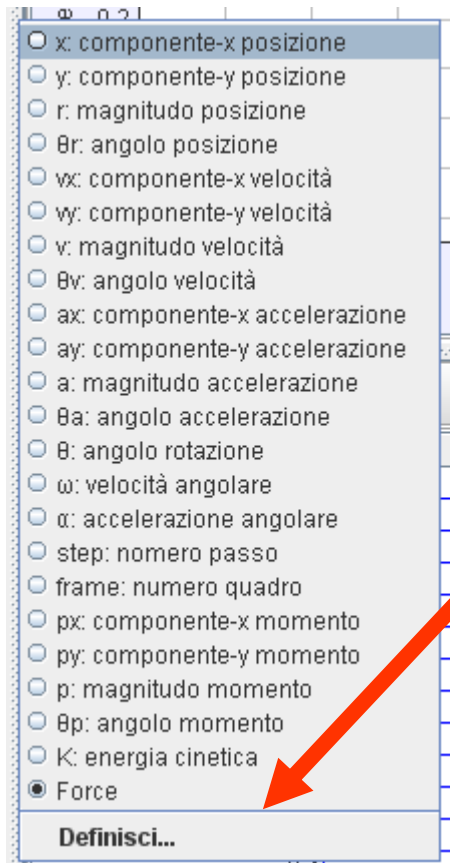 x: componente-x posizione
y: componente-y posizione
r: magnitudo posizione
θr: angolo posizione
vx: componente-x velocità
vy: componente-y velocità
v: magnitudo velocità
θv: angolo velocità
ax: componente-x accelerazione
ay: componente-y accelerazione
a: magnitudo accelerazione
θa: angolo accelerazione
θ: angolo rotazione
ω: velocità angolare
α: accelerazione angolare
step: nomero passo
frame: numero quadro
px: componente-x momento
py: componente-y momento
p: magnitudo momento
θp: angolo momento
K: energia cinetica
Force
Definisci...